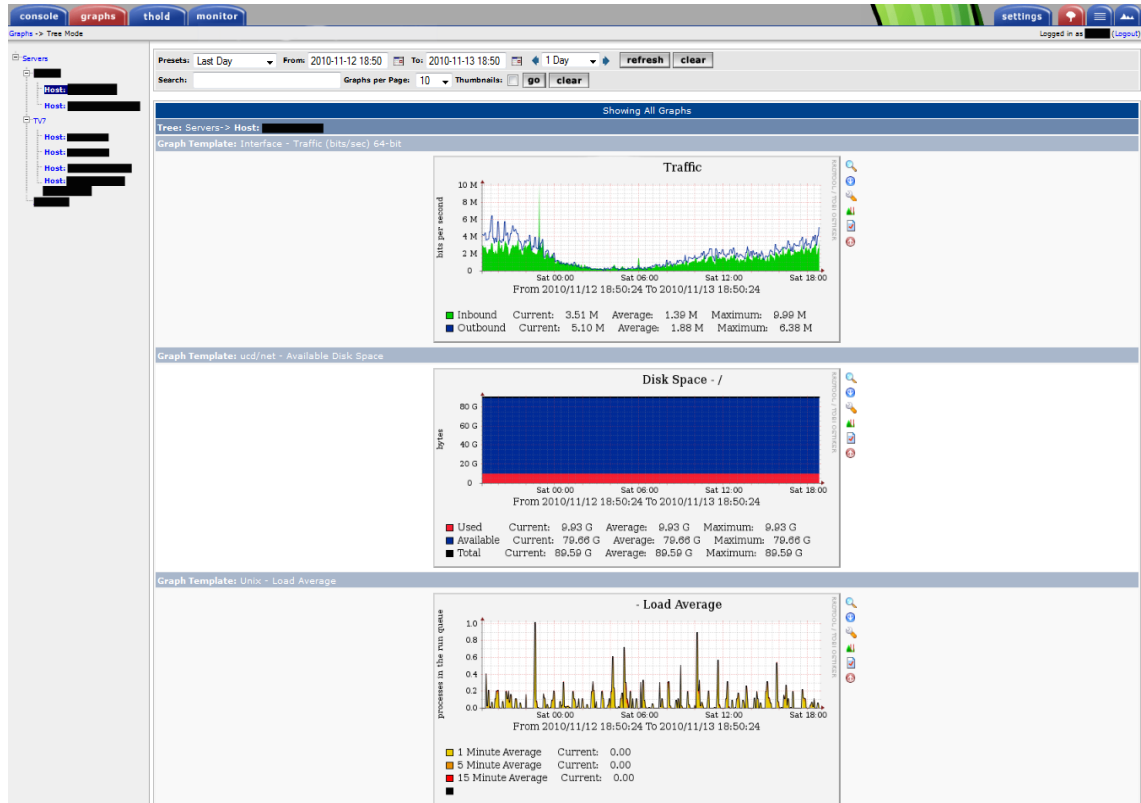 console graphs thold monitor settings
Graphs -> Tree Mode Logged in as (Logout)
Servers
Host:
Host:
TV7
Host:
Host:
Host:
Host:
Presets: Last Day From: 2010-11-12 18:50 To: 2010-11-13 18:50 1 Day refresh clear
Search: Graphs per Page: 10 Thumbnails: go clear
Showing All Graphs
Tree: Servers-> Host:
Graph Template: Interface - Traffic (bits/sec) 64-bit
Traffic
RRDTOOL / TOBI OETIKER
bits per second
10 M
8 M
6 M
4 M
2 M
0
Sat 00:00 Sat 06:00 Sat 12:00 Sat 18:00
From 2010/11/12 18:50:24 To 2010/11/13 18:50:24
Inbound Current: 3.51 M Average: 1.39 M Maximum: 9.99 M
Outbound Current: 5.10 M Average: 1.88 M Maximum: 6.38 M
Graph Template: ucd/net - Available Disk Space
Disk Space - /
RRDTOOL / TOBI OETIKER
bytes
80 G
60 G
40 G
20 G
0
Sat 00:00 Sat 06:00 Sat 12:00 Sat 18:00
From 2010/11/12 18:50:24 To 2010/11/13 18:50:24
Used Current: 9.93 G Average: 9.93 G Maximum: 9.93 G
Available Current: 79.66 G Average: 79.66 G Maximum: 79.66 G
Total Current: 89.59 G Average: 89.59 G Maximum: 89.59 G
Graph Template: Unix - Load Average
- Load Average
RRDTOOL / TOBI OETIKER
processes in the run queue
1.0
0.8
0.6
0.4
0.2
0.0
Sat 00:00 Sat 06:00 Sat 12:00 Sat 18:00
From 2010/11/12 18:50:24 To 2010/11/13 18:50:24
1 Minute Average Current: 0.00
5 Minute Average Current: 0.00
15 Minute Average Current: 0.00